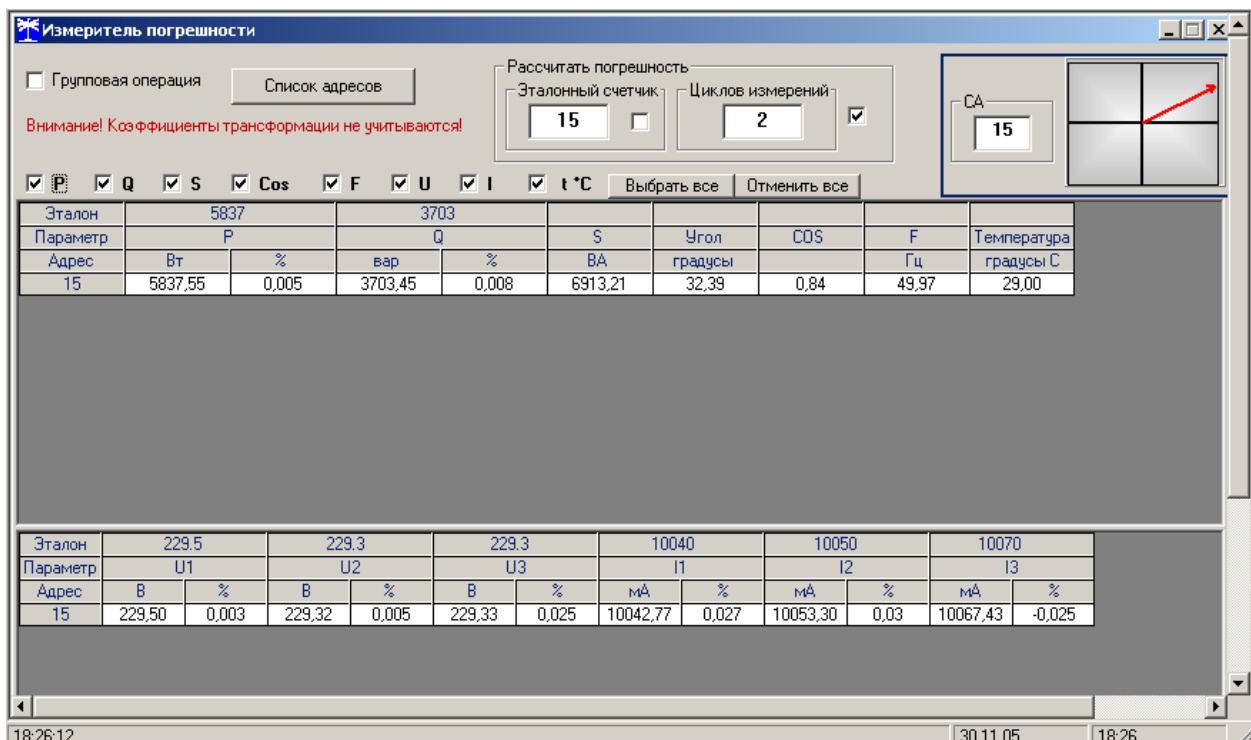 Измеритель погрешности
Групповая операция
Список адресов
Рассчитать погрешность
Эталонный счетчик
Циклов измерений
15
2
СА
15
Внимание! Коэффициенты трансформации не учитываются!
P Q S Cos F U I t °C Выбрать все Отменить все
Эталон 5837 3703
Параметр P Q S Угол COS F Температура
Адрес Вт % вар % ВА градусы Гц градусы С
15 5837,55 0,005 3703,45 0,008 6913,21 32,39 0,84 49,97 29,00
Эталон 229.5 229.3 229.3 10040 10050 10070
Параметр U1 U2 U3 I1 I2 I3
Адрес В % В % В % мА % мА % мА %
15 229,50 0,003 229,32 0,005 229,33 0,025 10042,77 0,027 10053,30 0,03 10067,43 -0,025
18:26:12 30.11.05 18:26